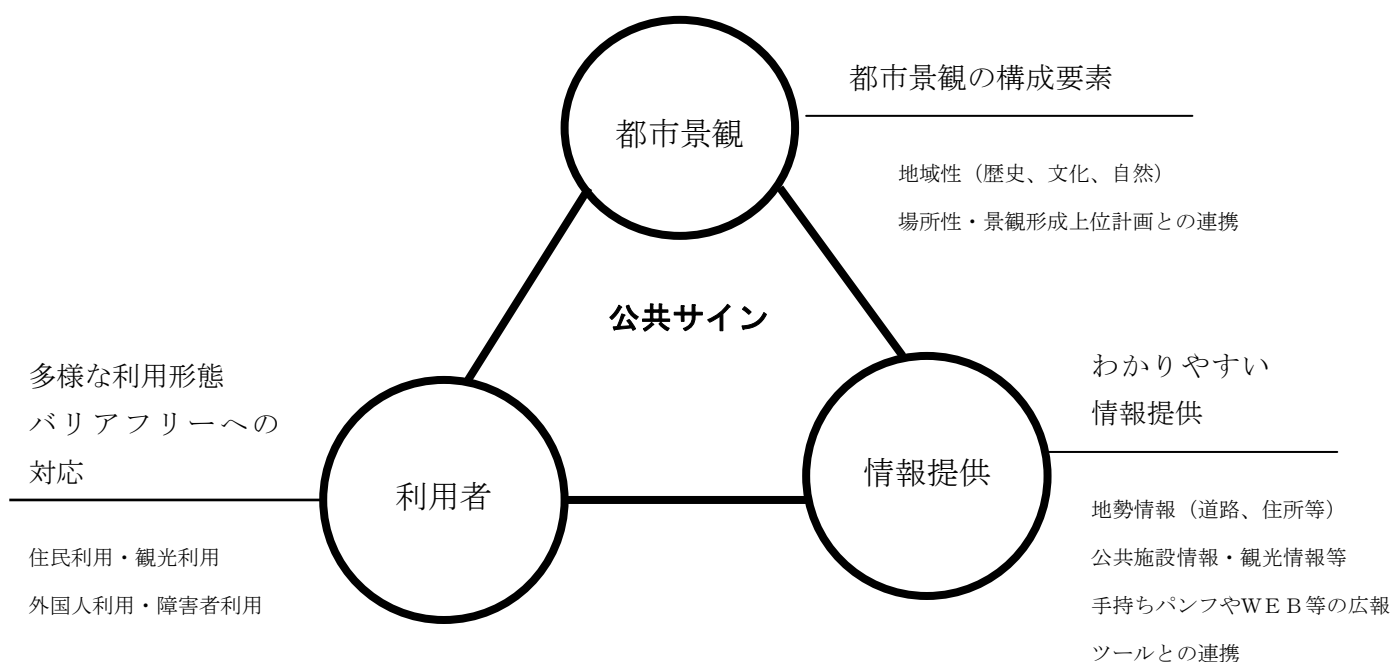 都市景観の構成要素
都市景観
地域性（歴史、文化、自然）
場所性・景観形成上位計画との連携
公共サイン
多様な利用形態
バリアフリーへの
対応
利用者
住民利用・観光利用
外国人利用・障害者利用
わかりやすい
情報提供
情報提供
地勢情報（道路、住所等）
公共施設情報・観光情報等
手持ちパンフやＷＥＢ等の広報
ツールとの連携